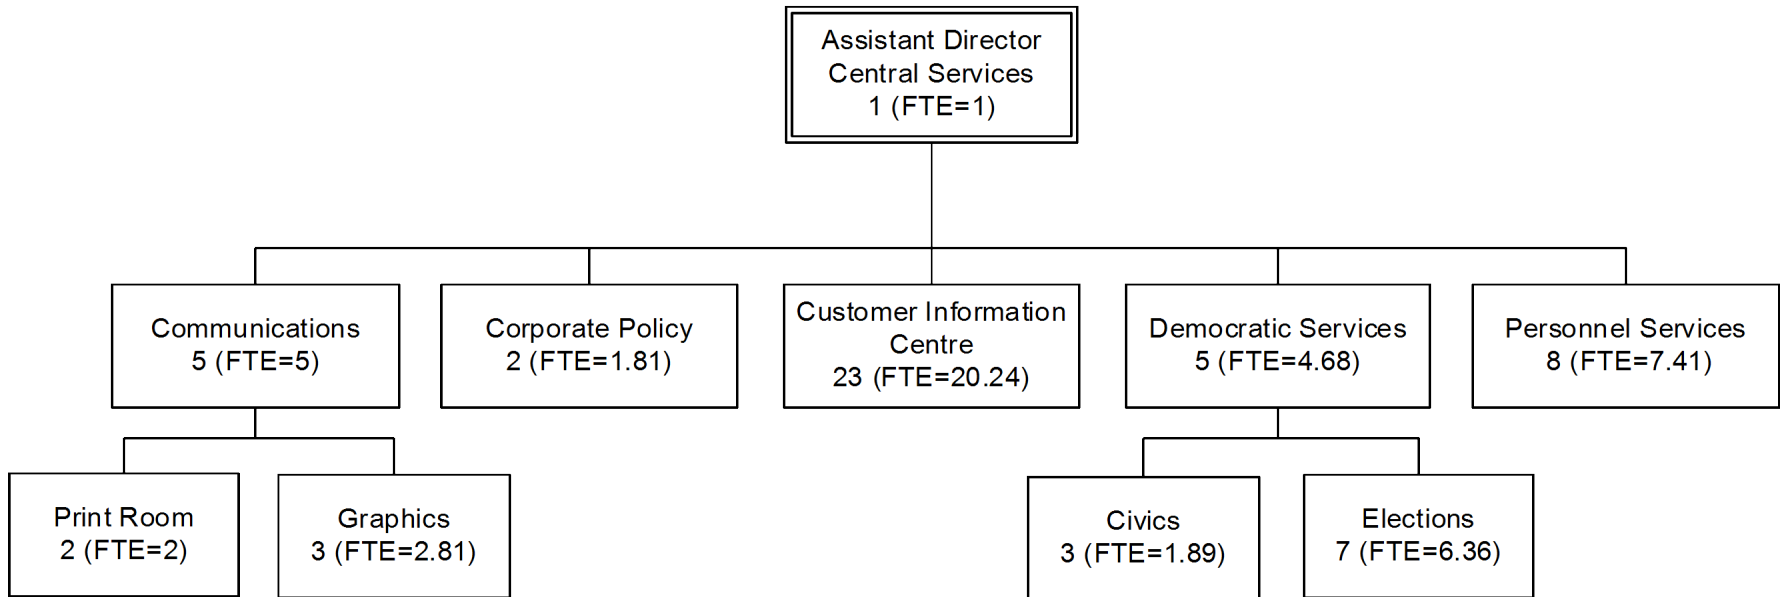 Assistant Director
Central Services
1 (FTE=1)
Communications
5 (FTE=5)
Corporate Policy
2 (FTE=1.81)
Customer Information
Centre
23 (FTE=20.24)
Democratic Services
5 (FTE=4.68)
Personnel Services
8 (FTE=7.41)
Print Room
2 (FTE=2)
Graphics
3 (FTE=2.81)
Civics
3 (FTE=1.89)
Elections
7 (FTE=6.36)